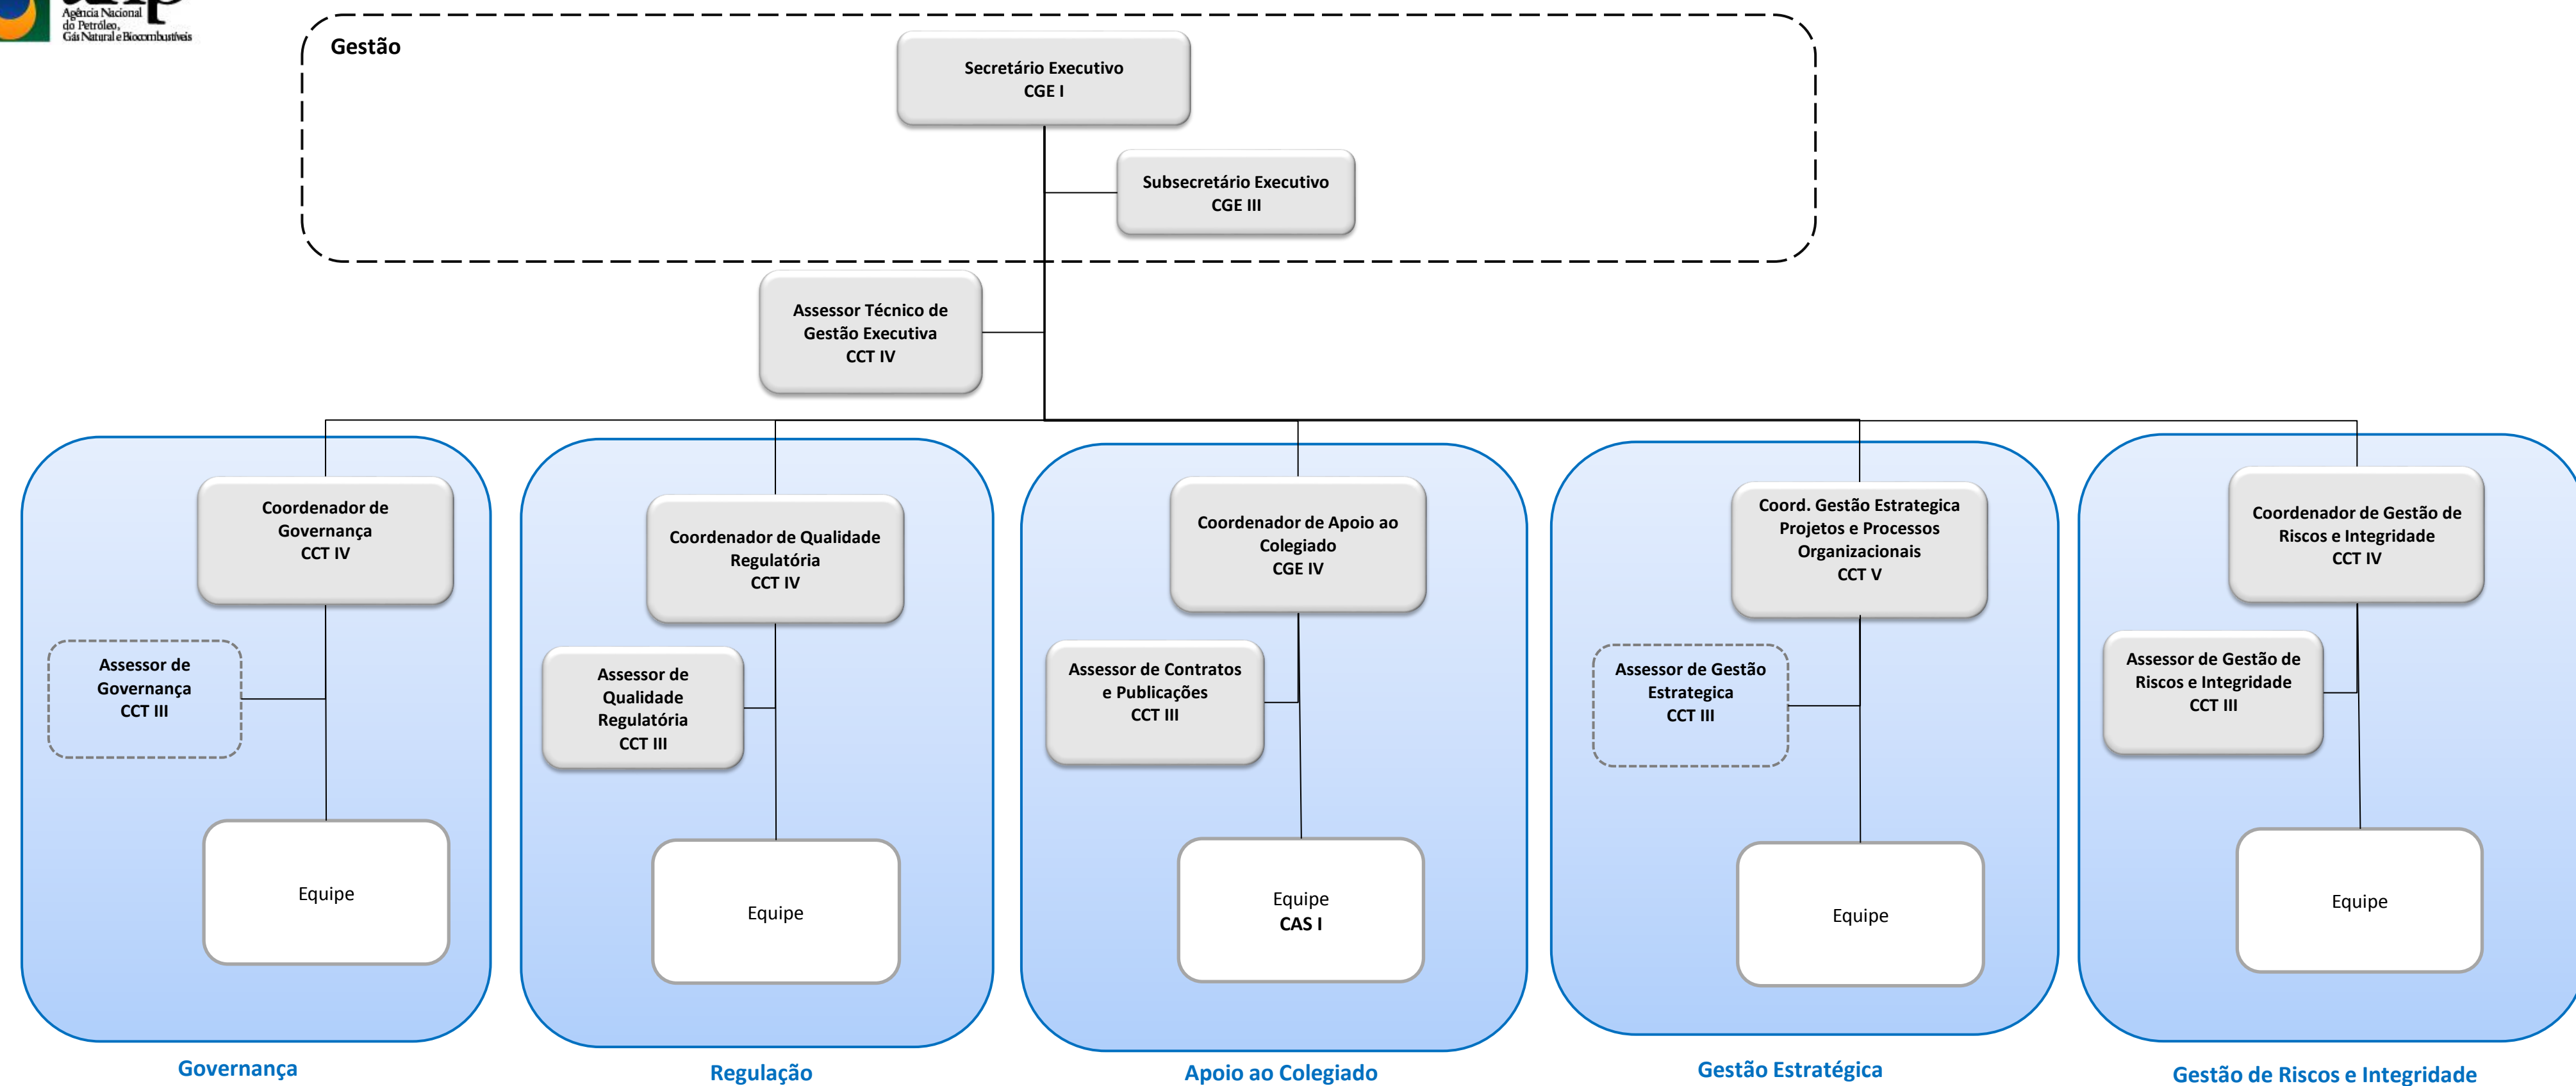 Agência Nacional
do Petróleo,
Gás Natural e Biocombustíveis
Gestão
Secretário Executivo
CGE I
Subsecretário Executivo
CGE III
Assessor Técnico de
Gestão Executiva
CCT IV
Coordenador de
Governança
CCT IV
Assessor de
Governança
CCT III
Equipe
Governança
Coordenador de Qualidade
Regulatória
CCT IV
Assessor de
Qualidade
Regulatória
CCT III
Equipe
Regulação
Coordenador de Apoio ao
Colegiado
CGE IV
Assessor de Contratos
e Publicações
CCT III
Equipe
CAS I
Apoio ao Colegiado
Coord. Gestão Estrategica
Projetos e Processos
Organizacionais
CCT V
Assessor de Gestão
Estrategica
CCT III
Equipe
Gestão Estratégica
Coordenador de Gestão de
Riscos e Integridade
CCT IV
Assessor de Gestão de
Riscos e Integridade
CCT III
Equipe
Gestão de Riscos e Integridade